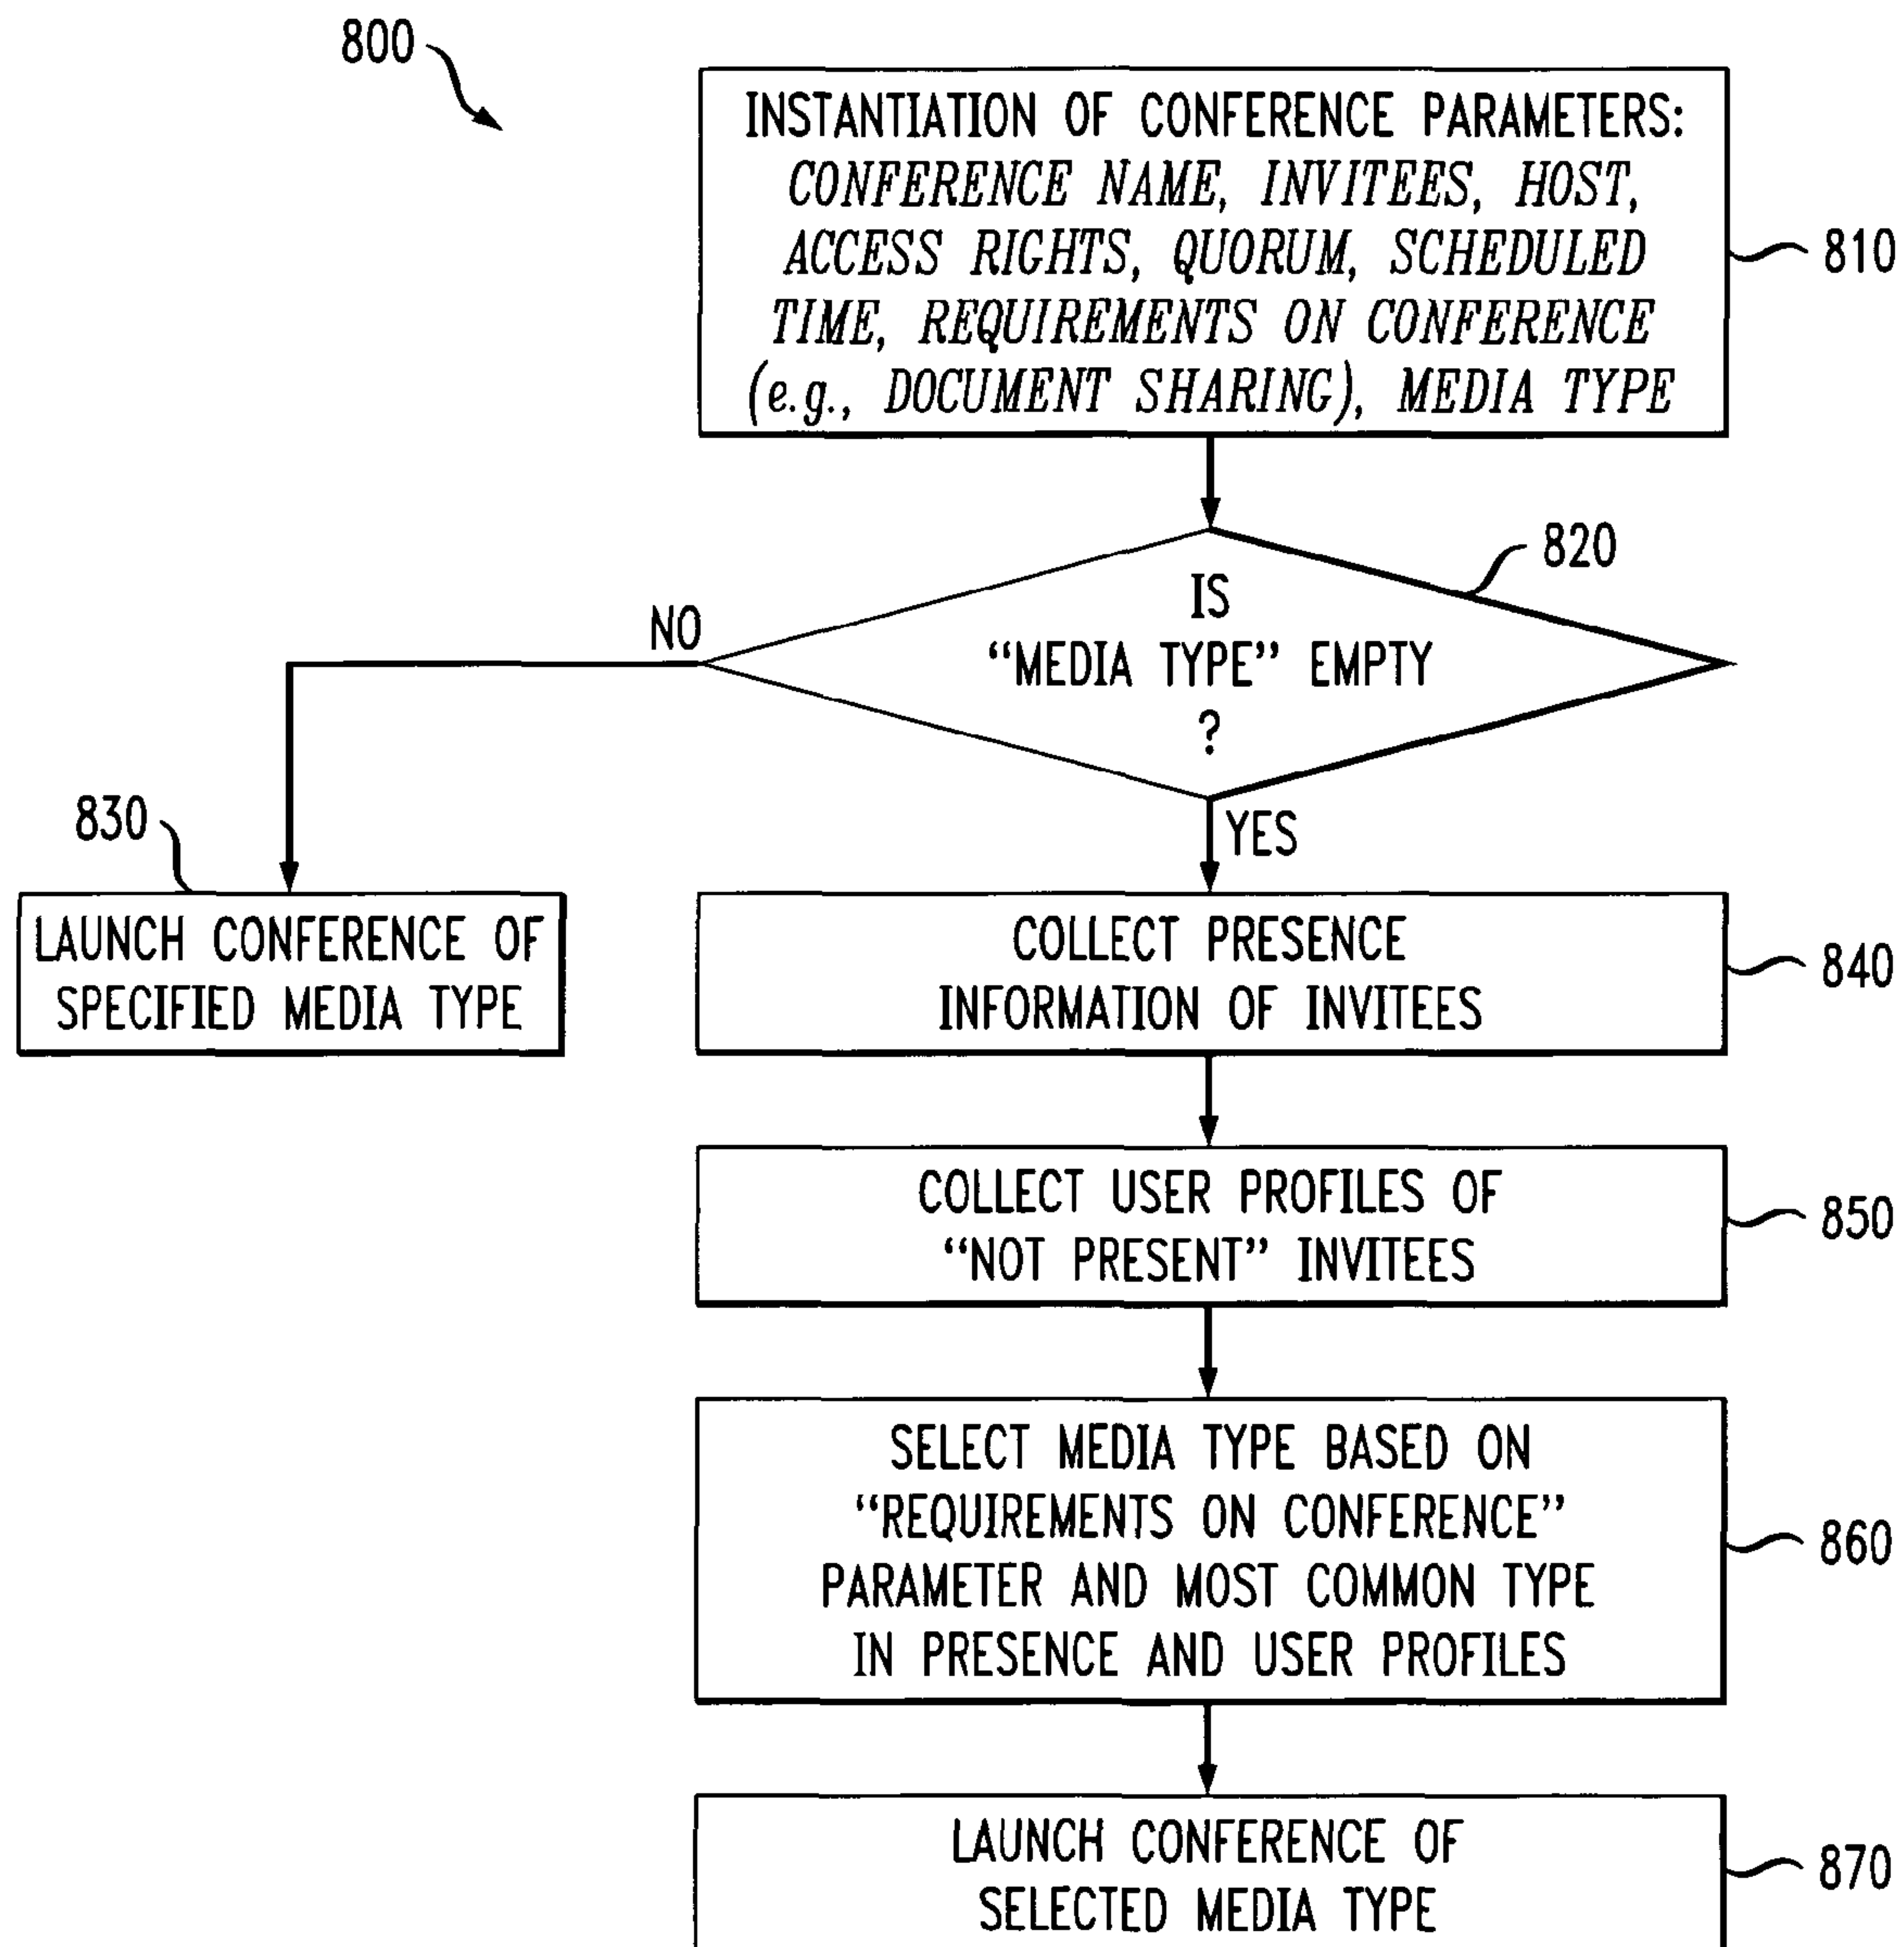 800
INSTANTIATION OF CONFERENCE PARAMETERS:
CONFERENCE NAME, INVITEES, HOST,
ACCESS RIGHTS, QUORUM, SCHEDULED
TIME, REQUIREMENTS ON CONFERENCE
(e.g., DOCUMENT SHARING), MEDIA TYPE
810
820
IS
“MEDIA TYPE” EMPTY
?
NO
YES
830
LAUNCH CONFERENCE OF
SPECIFIED MEDIA TYPE
COLLECT PRESENCE
INFORMATION OF INVITEES
840
COLLECT USER PROFILES OF
“NOT PRESENT” INVITEES
850
SELECT MEDIA TYPE BASED ON
“REQUIREMENTS ON CONFERENCE”
PARAMETER AND MOST COMMON TYPE
IN PRESENCE AND USER PROFILES
860
LAUNCH CONFERENCE OF
SELECTED MEDIA TYPE
870